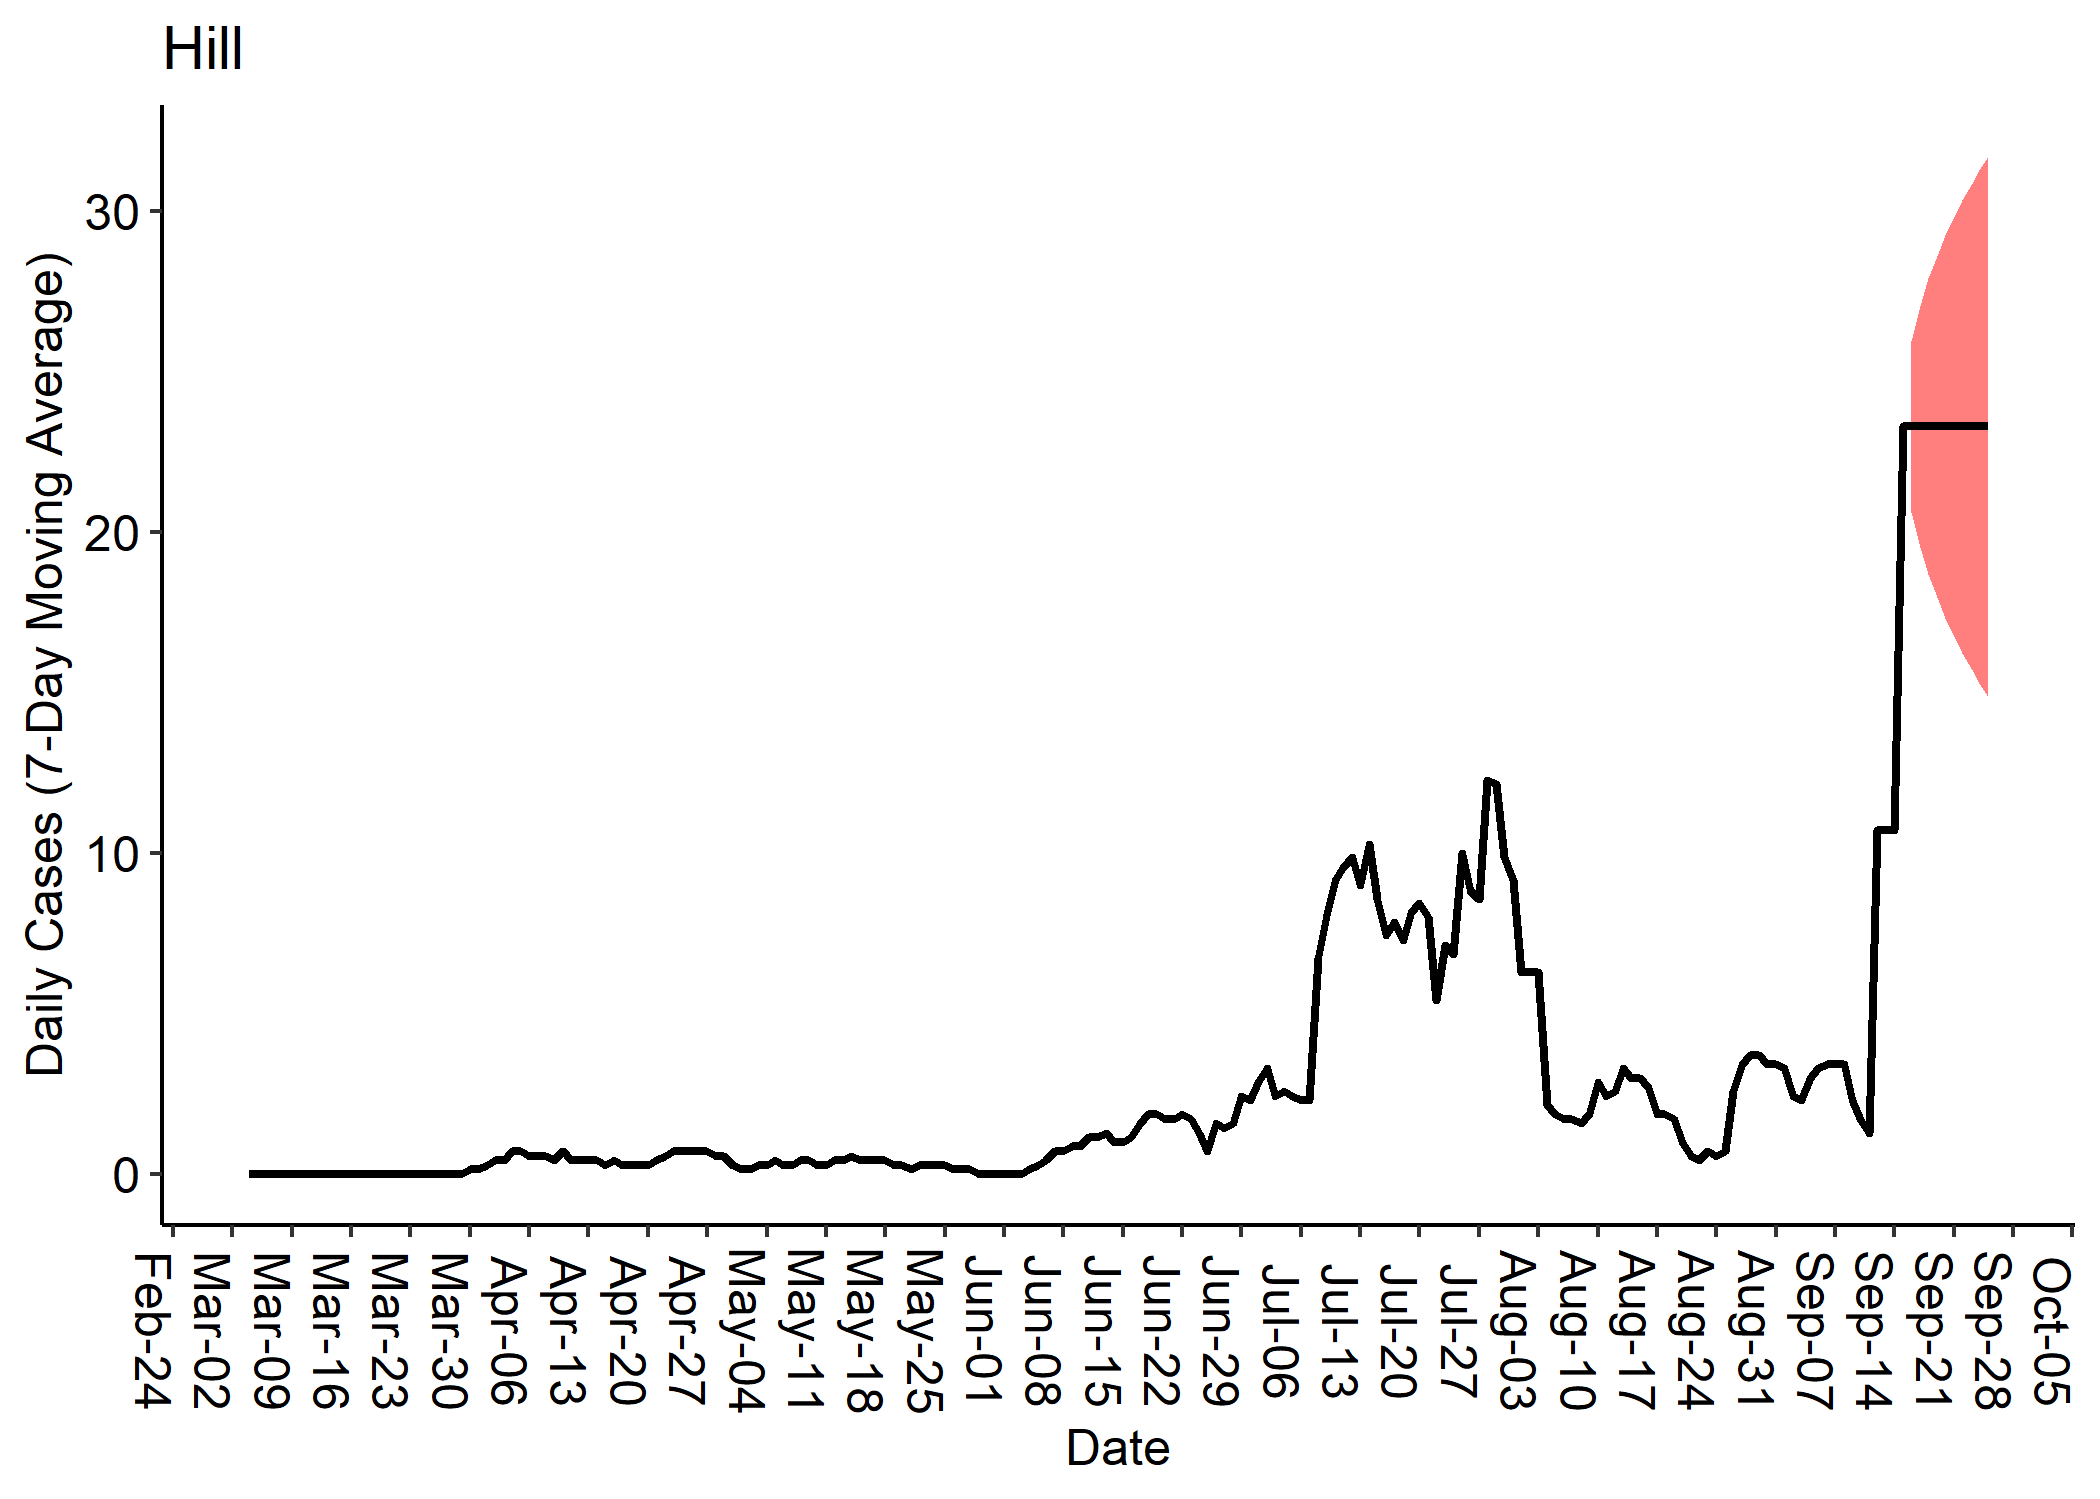 Hill
Daily Cases (7-Day Moving Average)
30
20
10
0
Feb-24
Mar-02
Mar-09
Mar-16
Mar-23
Mar-30
Apr-06
Apr-13
Apr-20
Apr-27
May-04
May-11
May-18
May-25
Jun-01
Jun-08
Jun-15
Jun-22
Jun-29
Jul-06
Jul-13
Jul-20
Jul-27
Aug-03
Aug-10
Aug-17
Aug-24
Aug-31
Sep-07
Sep-14
Sep-21
Sep-28
Oct-05
Date